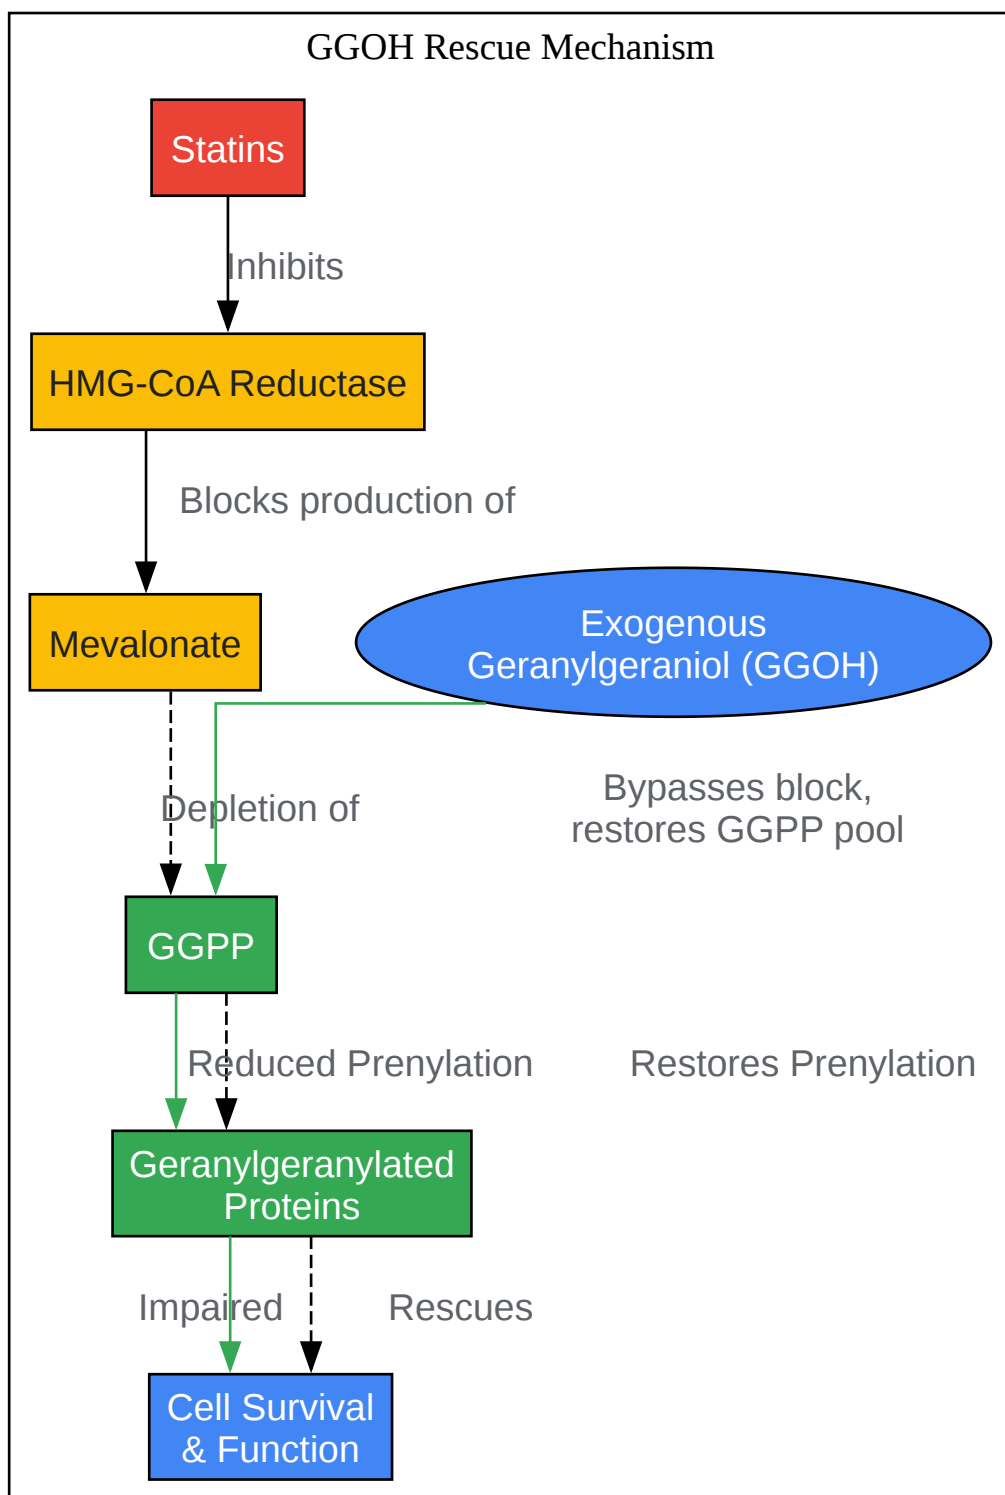 GGOH Rescue Mechanism
Statins
Inhibits
HMG-CoA Reductase
Blocks production of
Mevalonate
Exogenous
Geranylgeraniol (GGOH)
Depletion of
Bypasses block,
restores GGPP pool
GGPP
Reduced Prenylation
Restores Prenylation
Geranylgeranylated
Proteins
Impaired
Rescues
Cell Survival
& Function